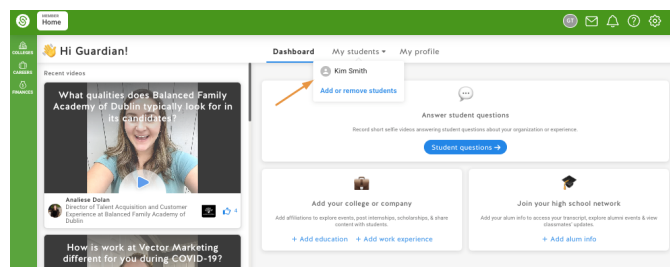 MEMBER
Home
GT
COLLEGES
CAREERS
FINANCES
Hi Guardian!
Dashboard
My students
My profile
Recent videos
Kim Smith
Add or remove students
What qualities does Balanced Family
Academy of Dublin typically look for in
its candidates?
Analiese Dolan
Director of Talent Acquisition and Customer
Experience at Balanced Family Academy of
Dublin
4
How is work at Vector Marketing
different for you during COVID-19?
Answer student questions
Record short selfie videos answering student questions about your organization or experience.
Student questions →
Add your college or company
Add affiliations to explore events, post internships, scholarships, & share
content with students.
+ Add education + Add work experience
Join your high school network
Add your alum info to access your transcript, explore alumni events & view
classmates' updates.
+ Add alum info